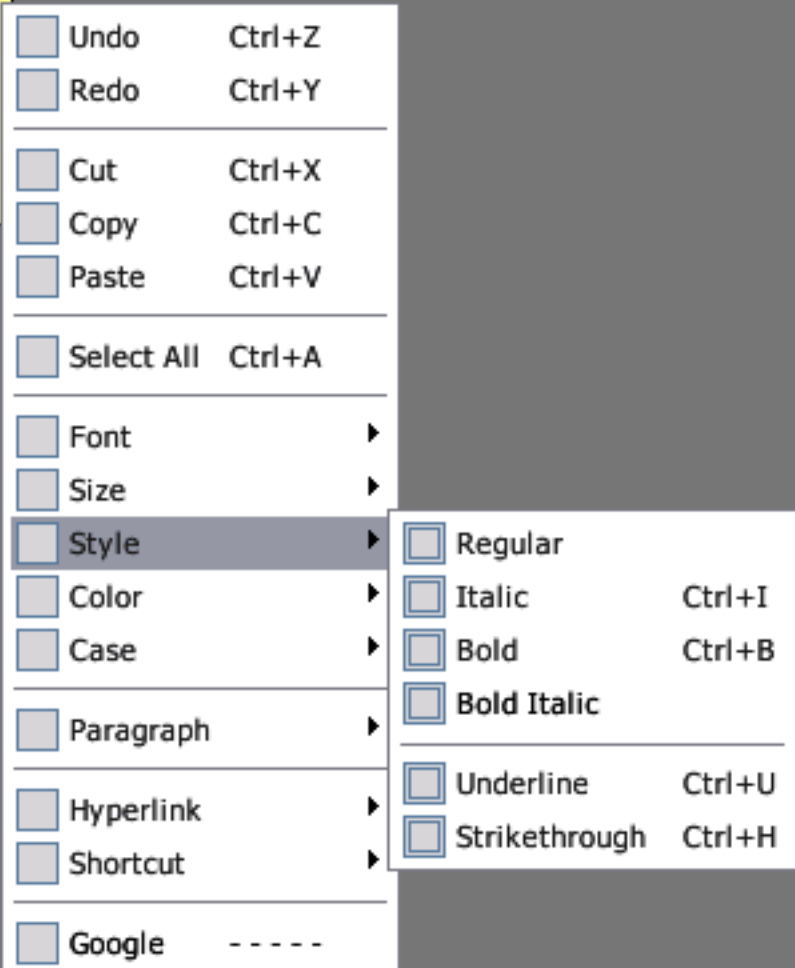 Undo Ctrl+Z
Redo Ctrl+Y
Cut Ctrl+X
Copy Ctrl+C
Paste Ctrl+V
Select All Ctrl+A
Font
Size
Style
Color
Case
Paragraph
Hyperlink
Shortcut
Google - - - - -
Regular
Italic Ctrl+I
Bold Ctrl+B
Bold Italic
Underline Ctrl+U
Strikethrough Ctrl+H